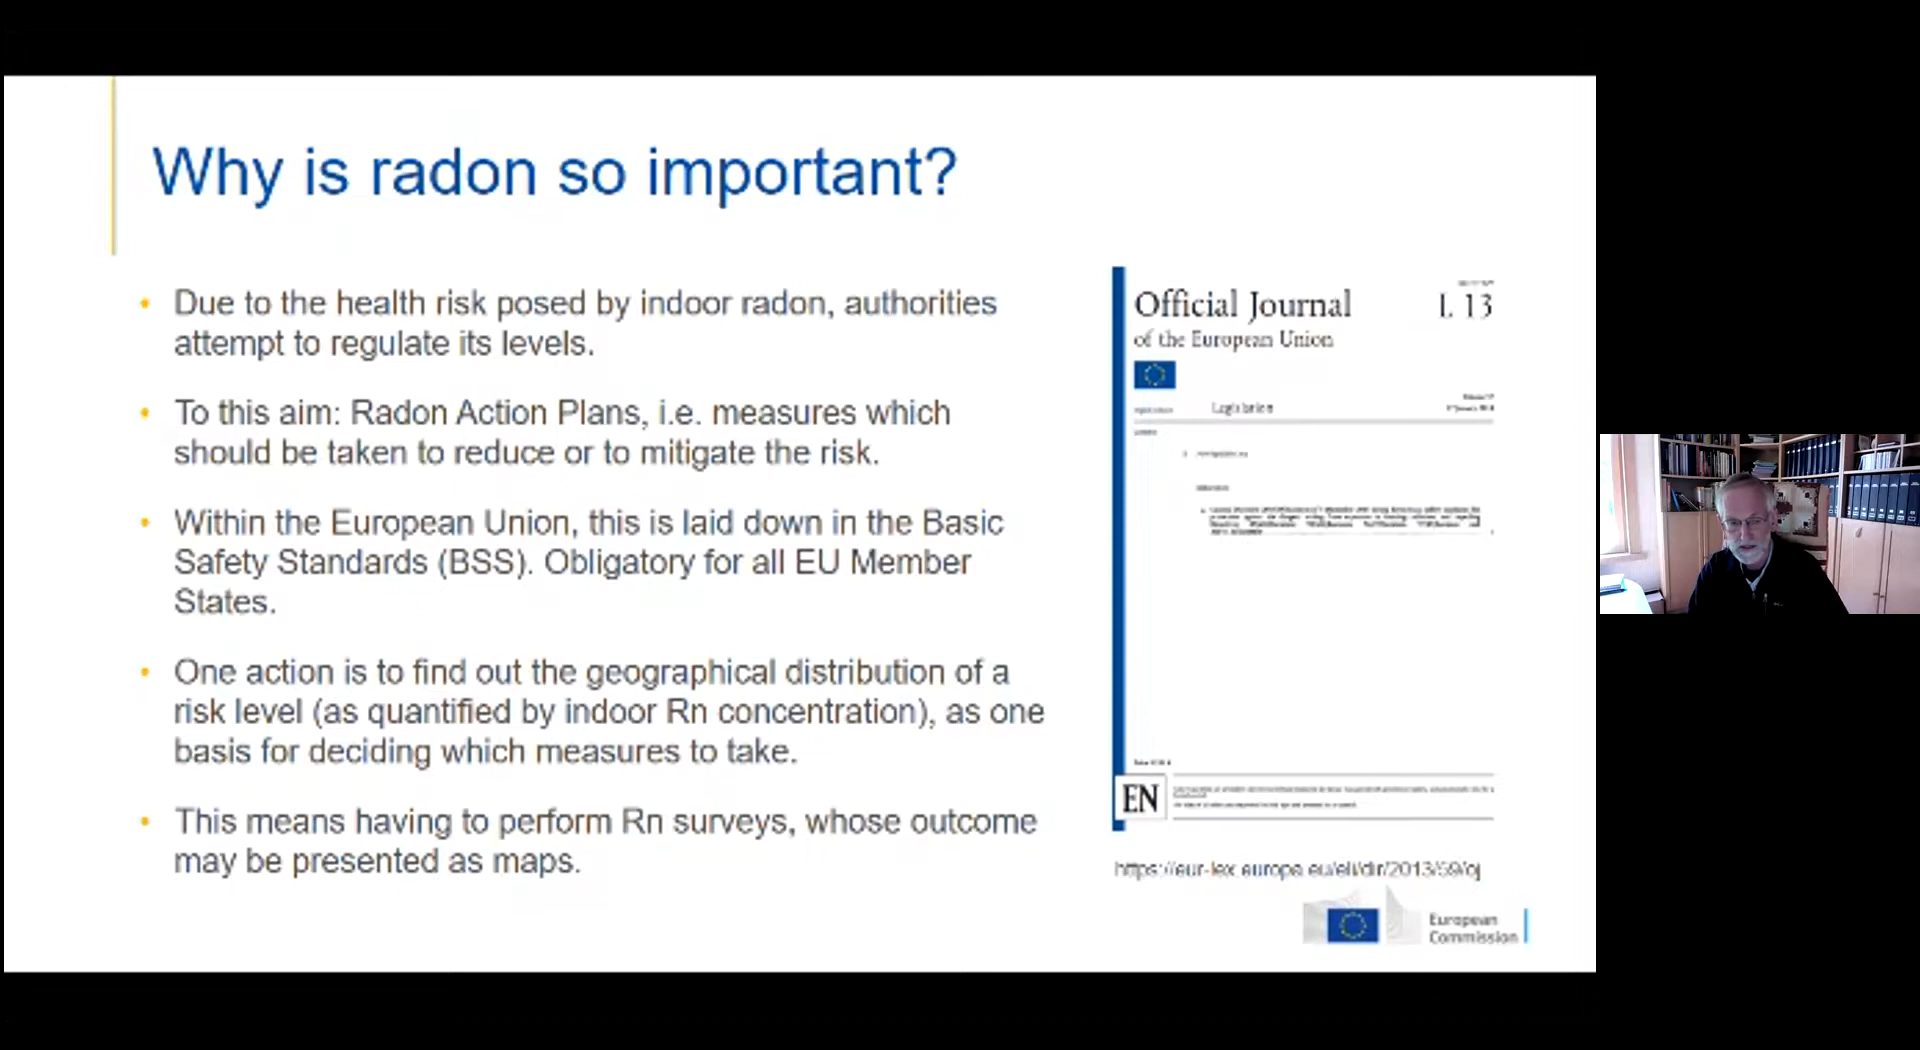 Why is radon so important?
• Due to the health risk posed by indoor radon, authorities
attempt to regulate its levels.
• To this aim: Radon Action Plans, i.e. measures which
should be taken to reduce or to mitigate the risk.
• Within the European Union, this is laid down in the Basic
Safety Standards (BSS). Obligatory for all EU Member
States.
• One action is to find out the geographical distribution of a
risk level (as quantified by indoor Rn concentration), as one
basis for deciding which measures to take.
• This means having to perform Rn surveys, whose outcome
may be presented as maps.
Official Journal L 13
of the European Union
Legislation
EN
https://eur-lex.europa.eu/eli/dir/2013/59/oj
European
Commission